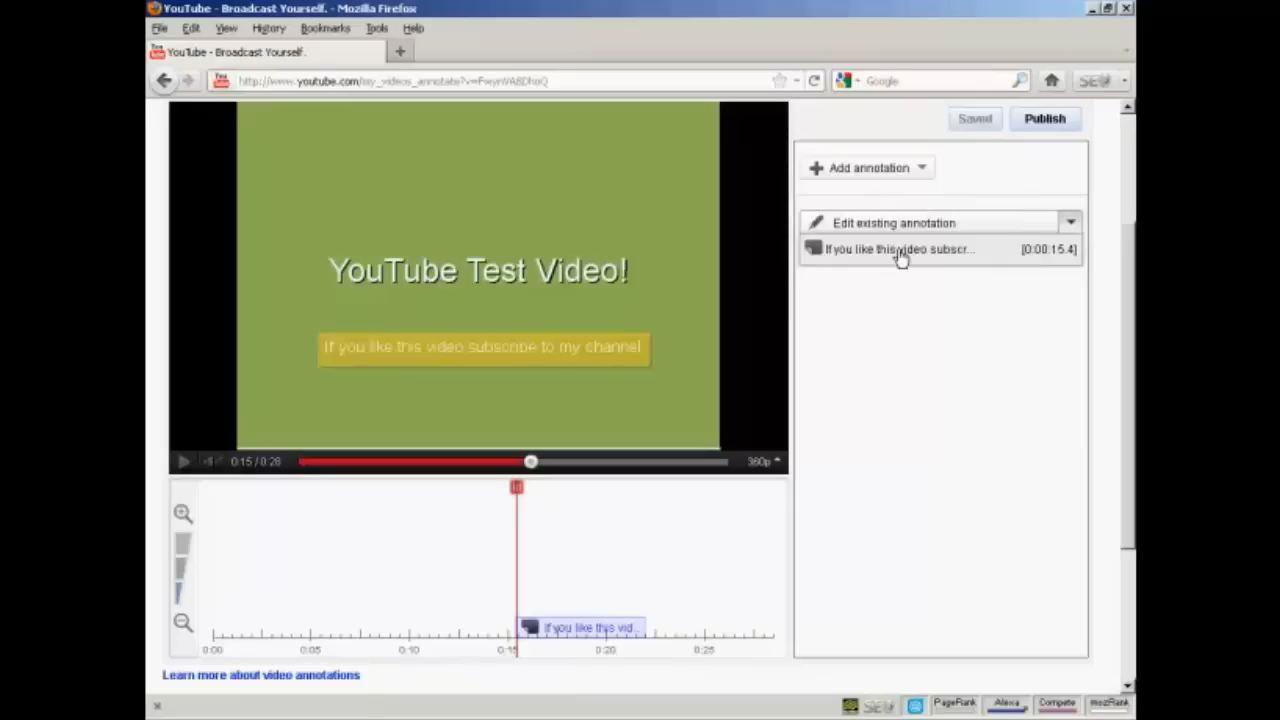 YouTube - Broadcast Yourself. - Mozilla Firefox
File Edit View History Bookmarks Tools Help
YouTube - Broadcast Yourself.
Google
Saved Publish
Add annotation
Edit existing annotation
If you like this video subscr... [0:00:15.4]
YouTube Test Video!
If you like this video subscribe to my channel
0:15 / 0:28 360p
If you like this vid...
0:00 0:05 0:10 0:15 0:20 0:25
Learn more about video annotations
PageRank Alexa Compete mozRank